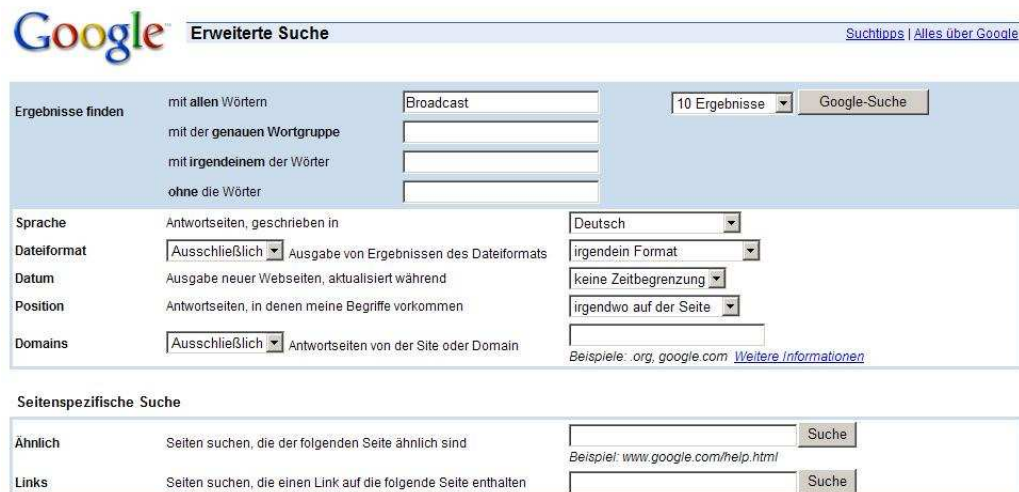 Google™ Erweiterte Suche Suchtipps | Alles über Google
Ergebnisse finden mit allen Wörtern Broadcast 10 Ergebnisse Google-Suche
mit der genauen Wortgruppe
mit irgendeinem der Wörter
ohne die Wörter
Sprache Antwortseiten, geschrieben in Deutsch
Dateiformat Ausschließlich Ausgabe von Ergebnissen des Dateiformats irgendein Format
Datum Ausgabe neuer Webseiten, aktualisiert während keine Zeitbegrenzung
Position Antwortseiten, in denen meine Begriffe vorkommen irgendwo auf der Seite
Domains Ausschließlich Antwortseiten von der Site oder Domain
Beispiele: .org, google.com Weitere Informationen
Seitenspezifische Suche
Ähnlich Seiten suchen, die der folgenden Seite ähnlich sind Suche
Beispiel: www.google.com/help.html
Links Seiten suchen, die einen Link auf die folgende Seite enthalten Suche